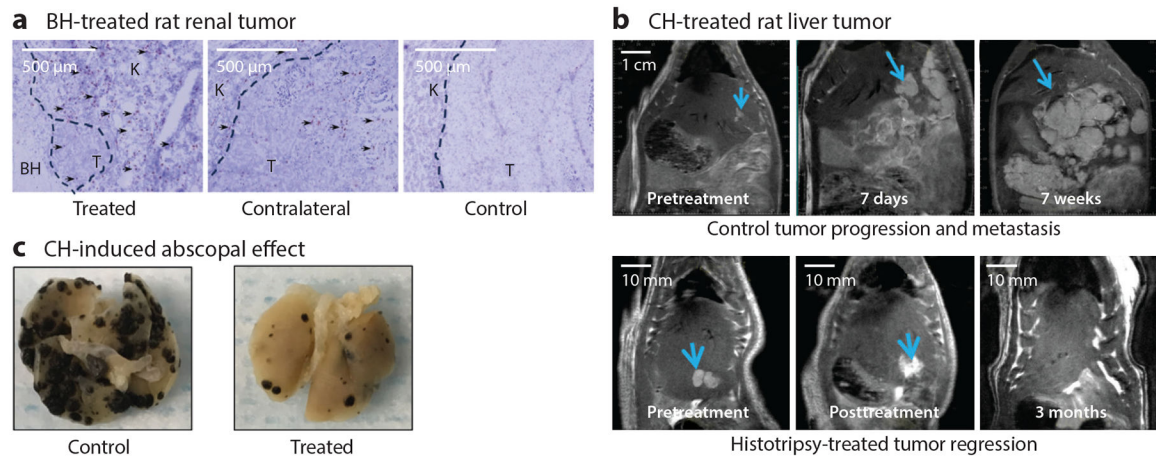 a BH-treated rat renal tumor
500 µm
K
BH
T
Treated
500 µm
K
T
Contralateral
500 µm
K
T
Control
b CH-treated rat liver tumor
1 cm
Pretreatment
7 days
7 weeks
Control tumor progression and metastasis
10 mm
Pretreatment
10 mm
Posttreatment
10 mm
3 months
Histotripsy-treated tumor regression
c CH-induced abscopal effect
Control
Treated